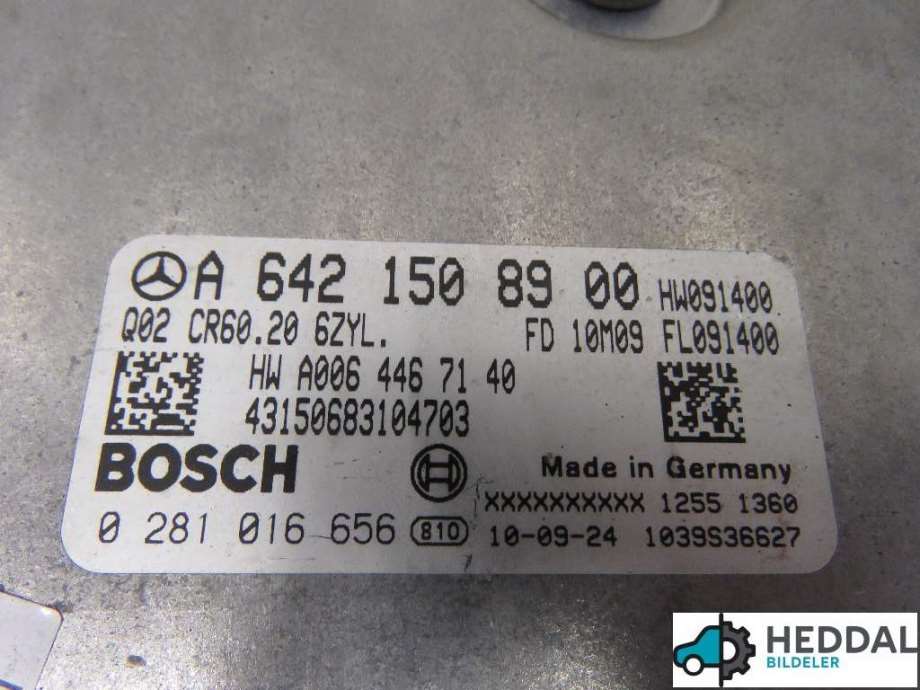 A 642 150 89 00 HW091400
Q02 CR60.20 6ZYL. FD 10M09 FL091400
HW A006 446 71 40
43150683104703
BOSCH
Made in Germany
XXXXXXXXXX 1255 1360
0 281 016 656 810 10-09-24 1039S36627
HEDDAL
BILDELER